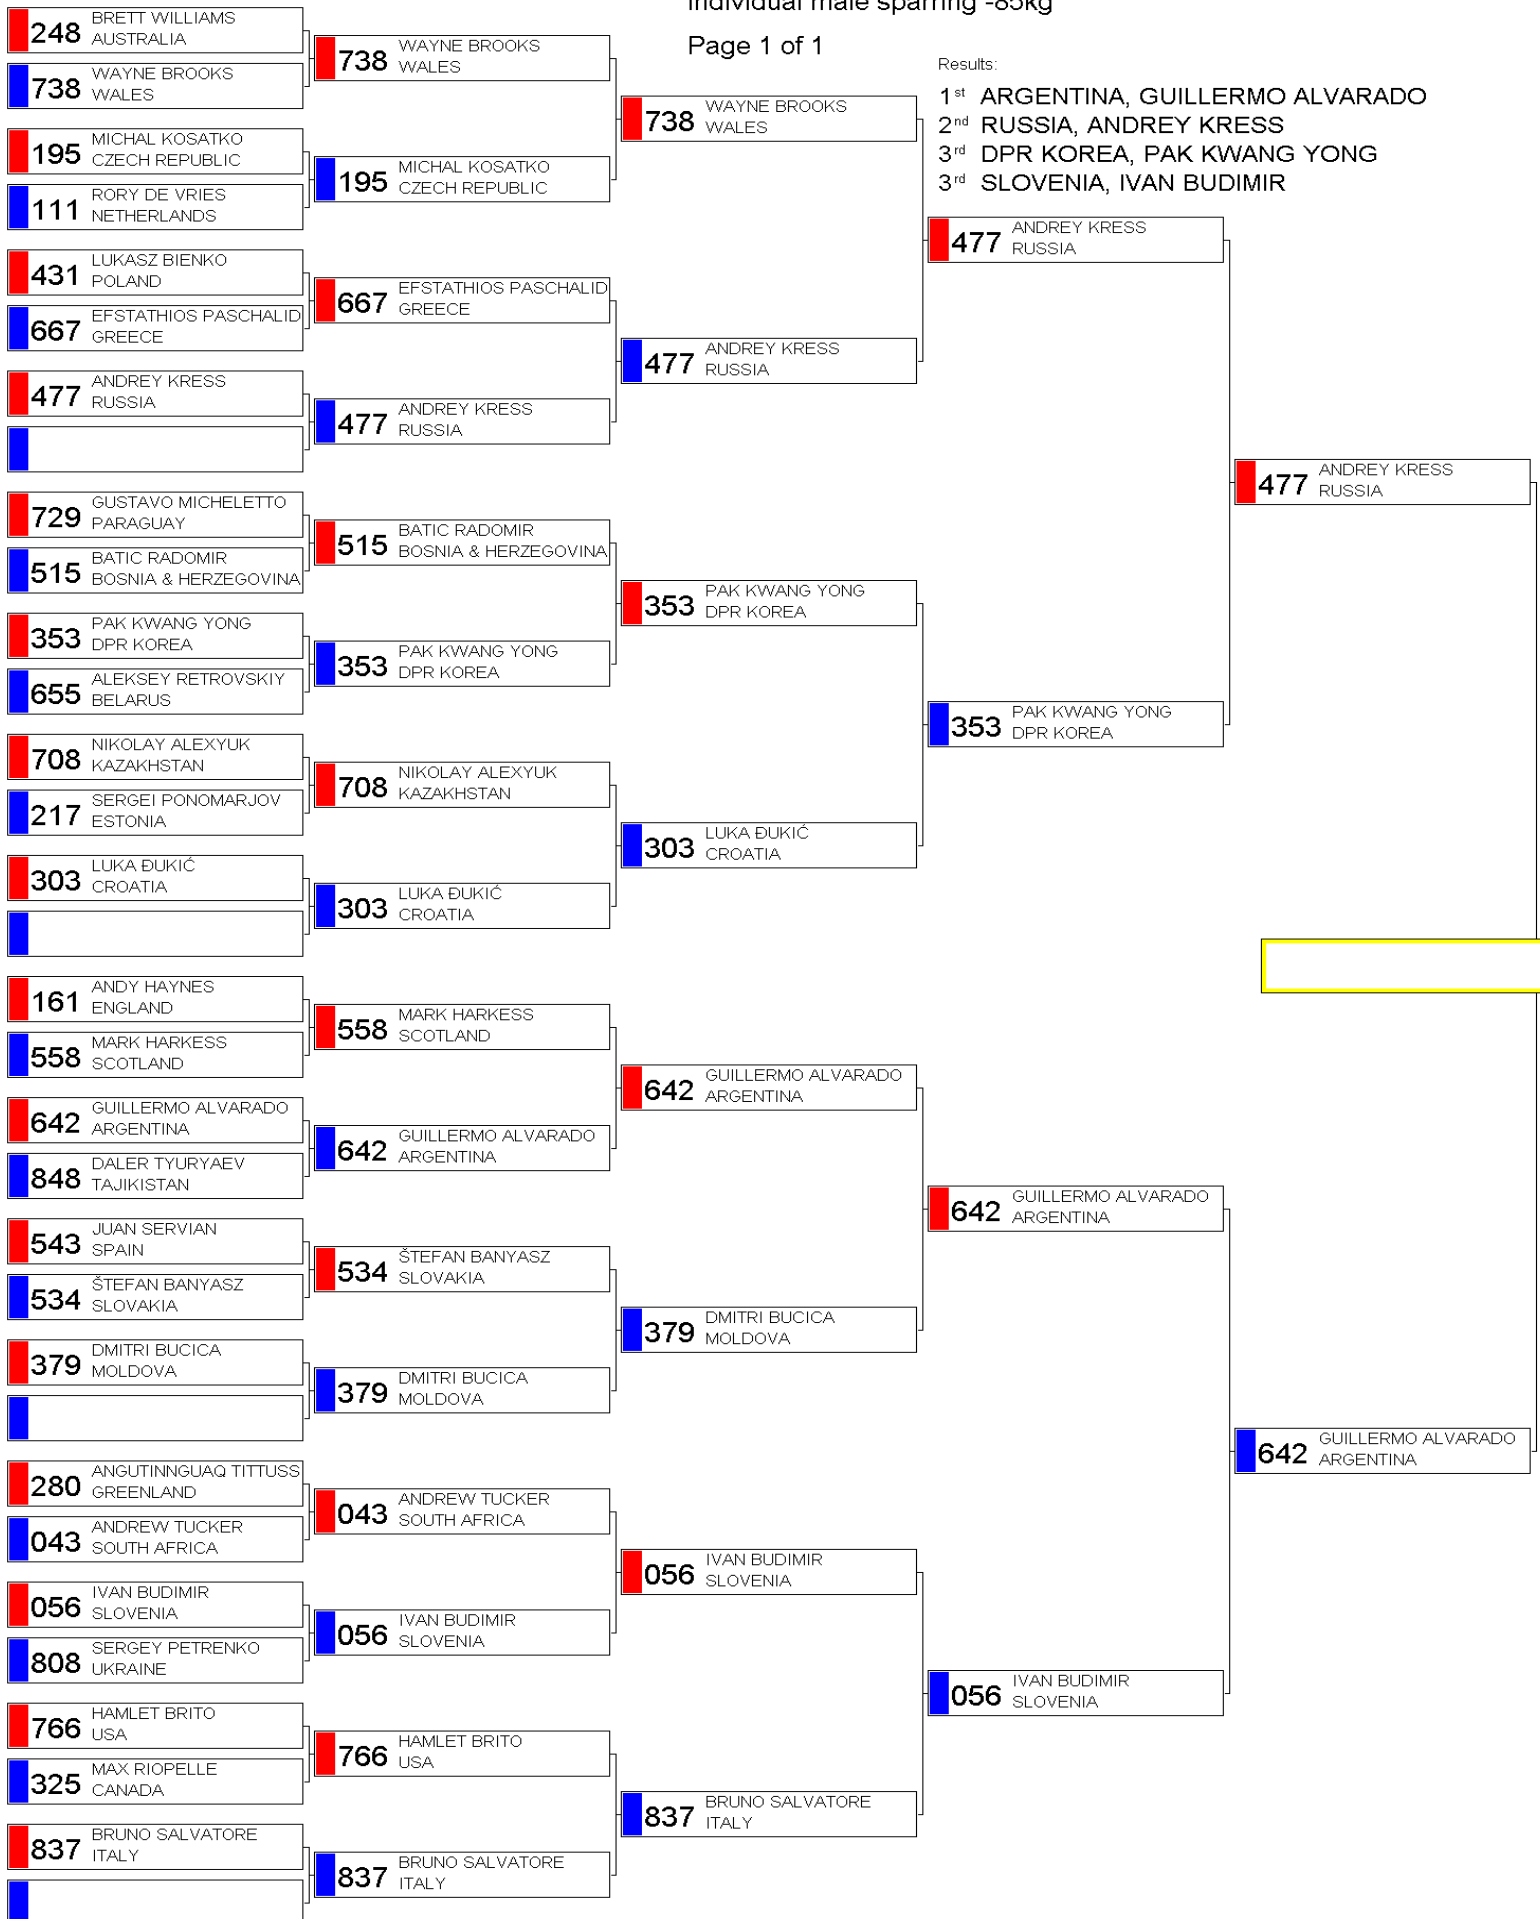 Individual male sparring -85kg
Page 1 of 1
Results:
1st ARGENTINA, GUILLERMO ALVARADO
2nd RUSSIA, ANDREY KRESS
3rd DPR KOREA, PAK KWANG YONG
3rd SLOVENIA, IVAN BUDIMIR
248 BRETT WILLIAMS
AUSTRALIA
738 WAYNE BROOKS
WALES
195 MICHAL KOSATKO
CZECH REPUBLIC
111 RORY DE VRIES
NETHERLANDS
431 LUKASZ BIENKO
POLAND
667 EFSTATHIOS PASCHALID
GREECE
477 ANDREY KRESS
RUSSIA
729 GUSTAVO MICHELETTO
PARAGUAY
515 BATIC RADOMIR
BOSNIA & HERZEGOVINA
353 PAK KWANG YONG
DPR KOREA
655 ALEKSEY RETROVSKIY
BELARUS
708 NIKOLAY ALEXYUK
KAZAKHSTAN
217 SERGEI PONOMARJOV
ESTONIA
303 LUKA ĐUKIĆ
CROATIA
161 ANDY HAYNES
ENGLAND
558 MARK HARKESS
SCOTLAND
642 GUILLERMO ALVARADO
ARGENTINA
848 DALER TYURYAEV
TAJIKISTAN
543 JUAN SERVIAN
SPAIN
534 ŠTEFAN BANYASZ
SLOVAKIA
379 DMITRI BUCICA
MOLDOVA
280 ANGUTINNGUAQ TITTUSS
GREENLAND
043 ANDREW TUCKER
SOUTH AFRICA
056 IVAN BUDIMIR
SLOVENIA
808 SERGEY PETRENKO
UKRAINE
766 HAMLET BRITO
USA
325 MAX RIOPELLE
CANADA
837 BRUNO SALVATORE
ITALY
738 WAYNE BROOKS
WALES
195 MICHAL KOSATKO
CZECH REPUBLIC
667 EFSTATHIOS PASCHALID
GREECE
477 ANDREY KRESS
RUSSIA
515 BATIC RADOMIR
BOSNIA & HERZEGOVINA
353 PAK KWANG YONG
DPR KOREA
708 NIKOLAY ALEXYUK
KAZAKHSTAN
303 LUKA ĐUKIĆ
CROATIA
558 MARK HARKESS
SCOTLAND
642 GUILLERMO ALVARADO
ARGENTINA
534 ŠTEFAN BANYASZ
SLOVAKIA
379 DMITRI BUCICA
MOLDOVA
043 ANDREW TUCKER
SOUTH AFRICA
056 IVAN BUDIMIR
SLOVENIA
766 HAMLET BRITO
USA
837 BRUNO SALVATORE
ITALY
738 WAYNE BROOKS
WALES
477 ANDREY KRESS
RUSSIA
353 PAK KWANG YONG
DPR KOREA
303 LUKA ĐUKIĆ
CROATIA
642 GUILLERMO ALVARADO
ARGENTINA
379 DMITRI BUCICA
MOLDOVA
056 IVAN BUDIMIR
SLOVENIA
837 BRUNO SALVATORE
ITALY
477 ANDREY KRESS
RUSSIA
353 PAK KWANG YONG
DPR KOREA
642 GUILLERMO ALVARADO
ARGENTINA
056 IVAN BUDIMIR
SLOVENIA
477 ANDREY KRESS
RUSSIA
642 GUILLERMO ALVARADO
ARGENTINA